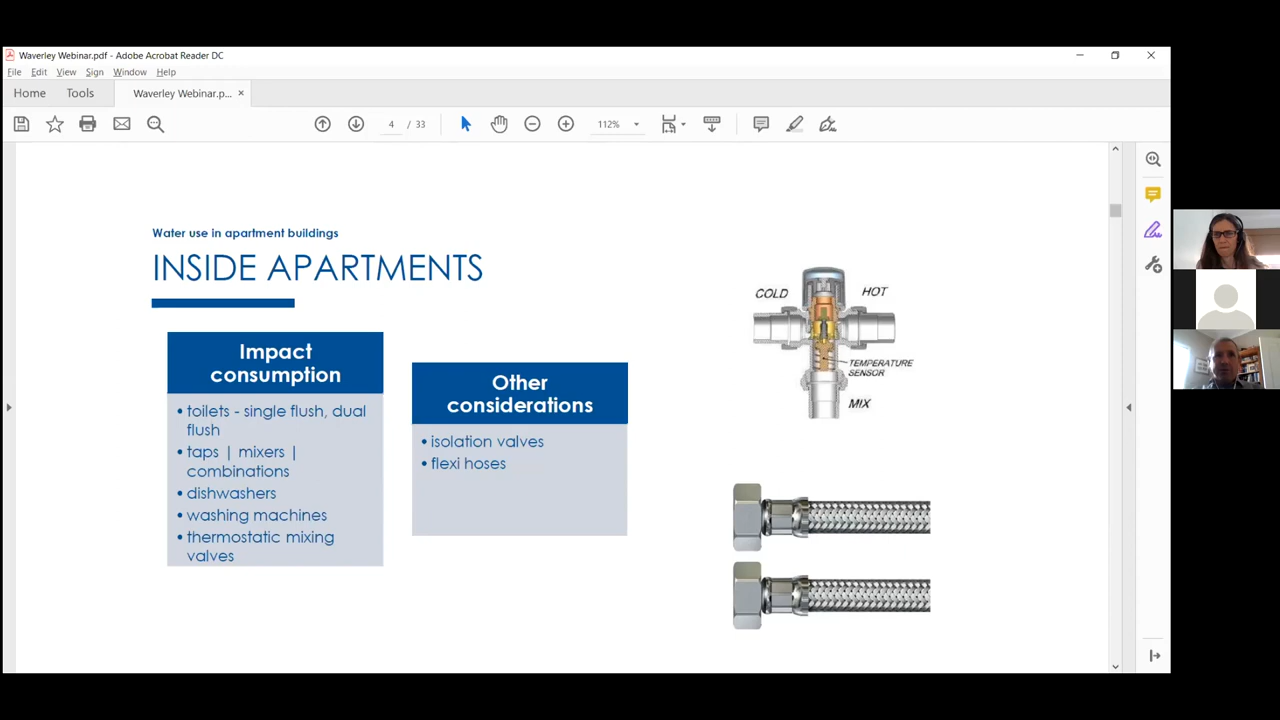 Waverley Webinar.pdf - Adobe Acrobat Reader DC
File Edit View Sign Window Help
Home Tools Waverley Webinar.p... ×
4 / 33 112%
Water use in apartment buildings
INSIDE APARTMENTS
Impact
consumption
• toilets - single flush, dual
flush
• taps | mixers |
combinations
• dishwashers
• washing machines
• thermostatic mixing
valves
Other
considerations
• isolation valves
• flexi hoses
COLD HOT
TEMPERATURE
SENSOR
MIX